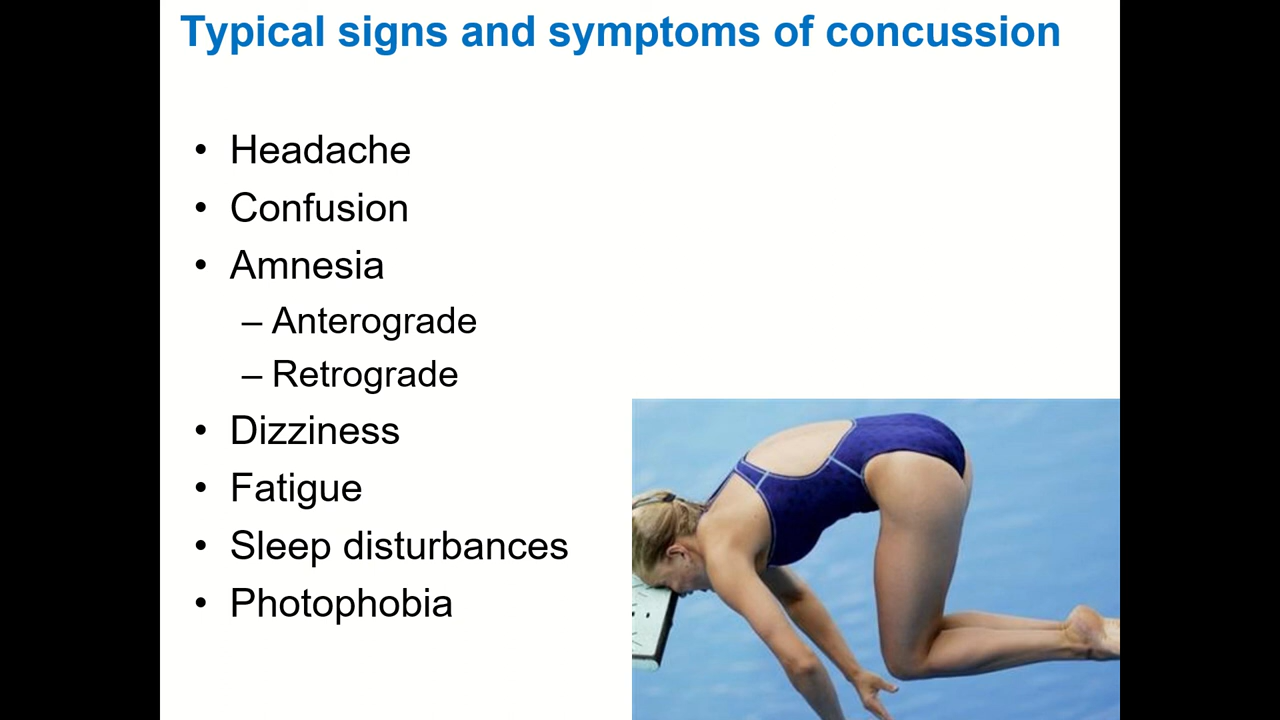 Typical signs and symptoms of concussion
• Headache
• Confusion
• Amnesia
– Anterograde
– Retrograde
• Dizziness
• Fatigue
• Sleep disturbances
• Photophobia